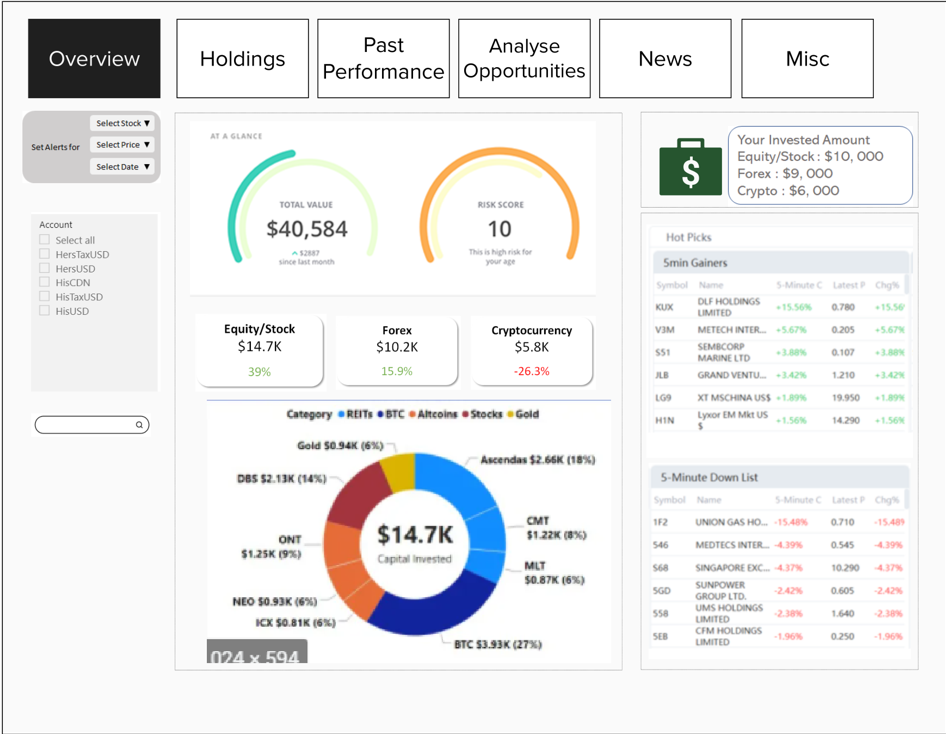 Overview
Holdings
Past
Performance
Analyse
Opportunities
News
Misc
Set Alerts for
Select Stock ▼
Select Price ▼
Select Date ▼
Account
Select all
HersTaxUSD
HersUSD
HisCDN
HisTaxUSD
HisUSD
AT A GLANCE
TOTAL VALUE
$40,584
$2887
since last month
RISK SCORE
10
This is high risk for
your age
Equity/Stock
$14.7K
39%
Forex
$10.2K
15.9%
Cryptocurrency
$5.8K
-26.3%
Category REITs BTC Altcoins Stocks Gold
Gold $0.94K (6%)
Ascendas $2.66K (18%)
DBS $2.13K (14%)
CMT
$1.22K (8%)
ONT
$1.25K (9%)
$14.7K
Capital Invested
MLT
$0.87K (6%)
NEO $0.93K (6%)
ICX $0.81K (6%)
BTC $3.93K (27%)
024 × 594
$
Your Invested Amount
Equity/Stock : $10, 000
Forex : $9, 000
Crypto : $6, 000
Hot Picks
5min Gainers
Symbol Name 5-Minute C Latest P Chg%
KUX DLF HOLDINGS LIMITED +15.56% 0.780 +15.56
V3M METECH INTER... +5.67% 0.205 +5.67%
S51 SEMBCORP MARINE LTD +3.88% 0.107 +3.88%
JLB GRAND VENTU... +3.42% 1.210 +3.42%
LG9 XT MSCHINA US$ +1.89% 19.950 +1.89%
H1N Lyxor EM Mkt US $ +1.56% 14.290 +1.56%
5-Minute Down List
Symbol Name 5-Minute C Latest P Chg%
1F2 UNION GAS HO... -15.48% 0.710 -15.489
546 MEDTECS INTER... -4.39% 0.545 -4.39%
S68 SINGAPORE EXC... -4.37% 10.290 -4.37%
5GD SUNPOWER GROUP LTD. -2.42% 0.605 -2.42%
558 UMS HOLDINGS LIMITED -2.38% 1.640 -2.38%
5EB CFM HOLDINGS LIMITED -1.96% 0.250 -1.96%